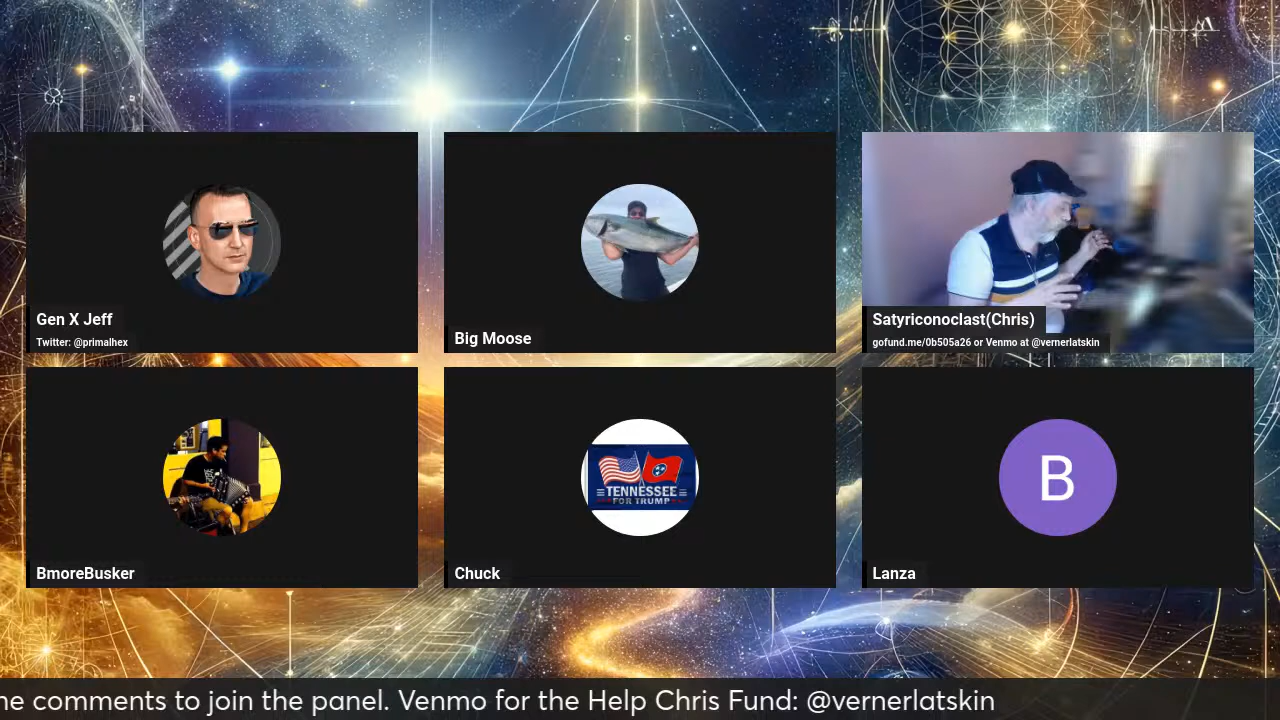 Gen X Jeff
Twitter: @primalhex
Big Moose
Satyriconoclast(Chris)
gofund.me/0b505a26 or Venmo at @vernerlatskin
BmoreBusker
TENNESSEE
FOR TRUMP
Chuck
B
Lanza
ne comments to join the panel. Venmo for the Help Chris Fund: @vernerlatskin